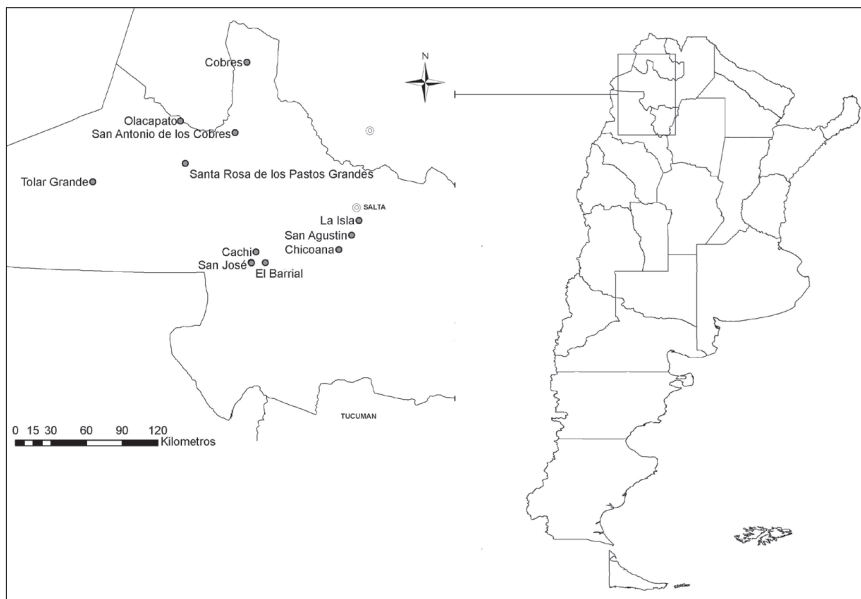 N
Cobres
Olacapato
San Antonio de los Cobres
Santa Rosa de los Pastos Grandes
Tolar Grande
SALTA
La Isla
San Agustin
Chicoana
Cachi
San José
El Barrial
TUCUMAN
0 15 30 60 90 120
Kilometros